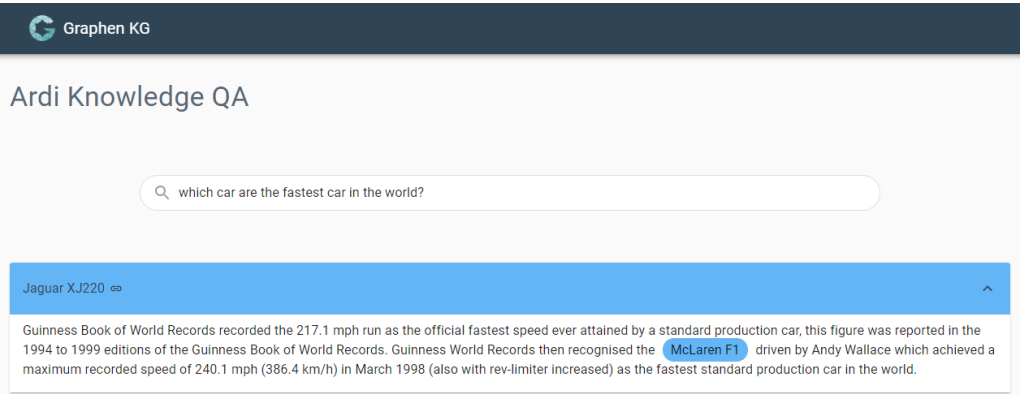 Graphen KG
Ardi Knowledge QA
which car are the fastest car in the world?
Jaguar XJ220
Guinness Book of World Records recorded the 217.1 mph run as the official fastest speed ever attained by a standard production car, this figure was reported in the
1994 to 1999 editions of the Guinness Book of World Records. Guinness World Records then recognised the McLaren F1 driven by Andy Wallace which achieved a
maximum recorded speed of 240.1 mph (386.4 km/h) in March 1998 (also with rev-limiter increased) as the fastest standard production car in the world.